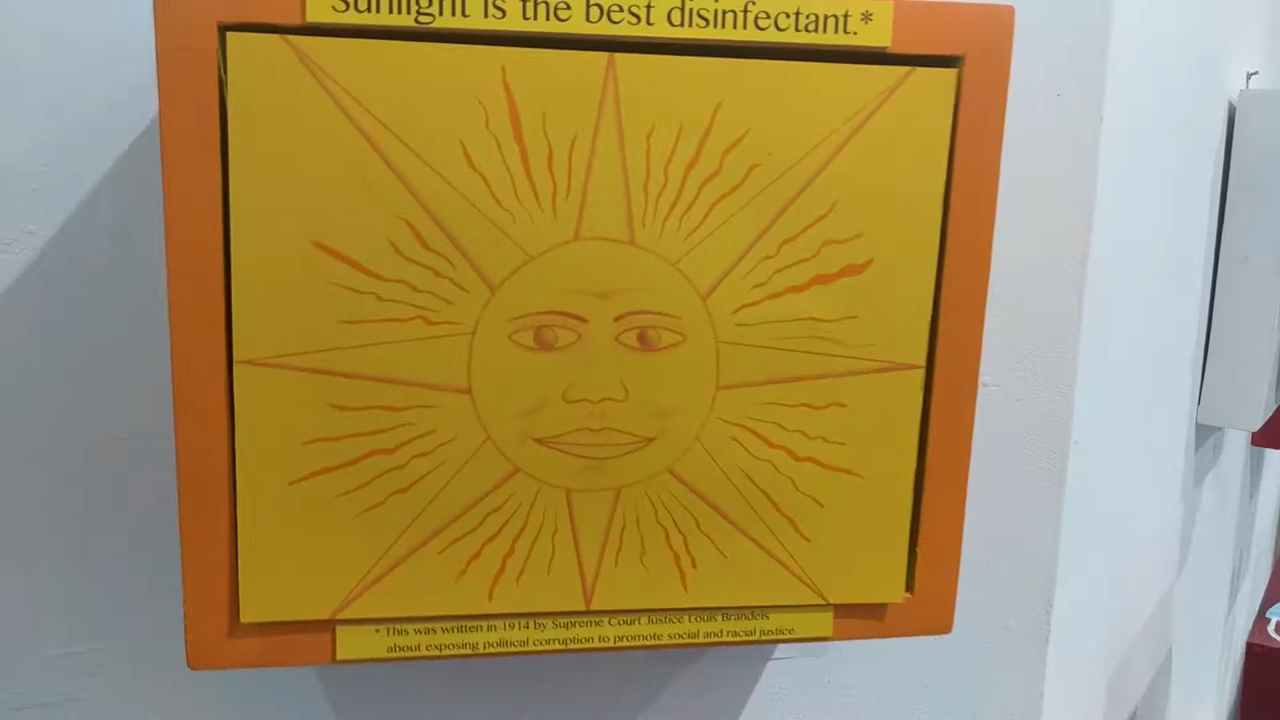 Sunlight is the best disinfectant.*
* This was written in 1914 by Supreme Court Justice Louis Brandeis
about exposing political corruption to promote social and racial justice.